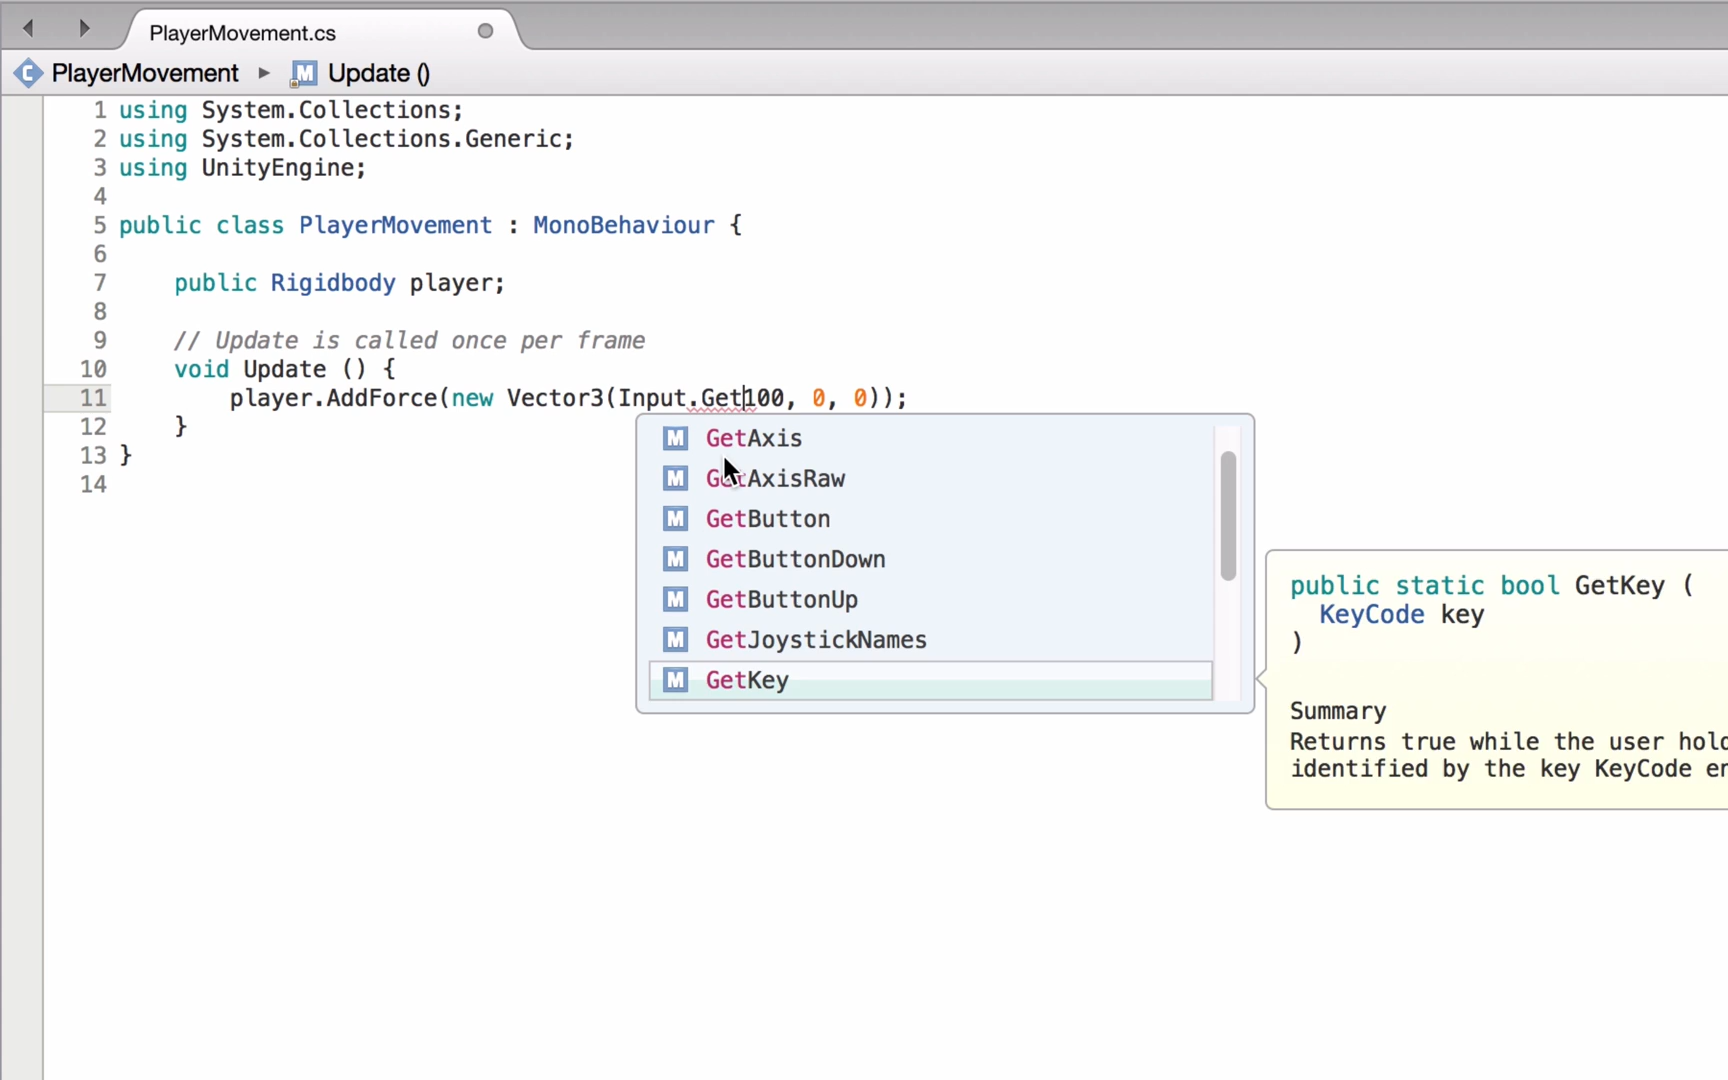 PlayerMovement.cs
PlayerMovement ▸ M Update ()
1 using System.Collections;
2 using System.Collections.Generic;
3 using UnityEngine;
4
5 public class PlayerMovement : MonoBehaviour {
6
7 public Rigidbody player;
8
9 // Update is called once per frame
10 void Update () {
11 player.AddForce(new Vector3(Input.Get100, 0, 0));
12 }
13 }
14
M GetAxis
M GetAxisRaw
M GetButton
M GetButtonDown
M GetButtonUp
M GetJoystickNames
M GetKey
public static bool GetKey (
KeyCode key
)
Summary
Returns true while the user hold
identified by the key KeyCode en